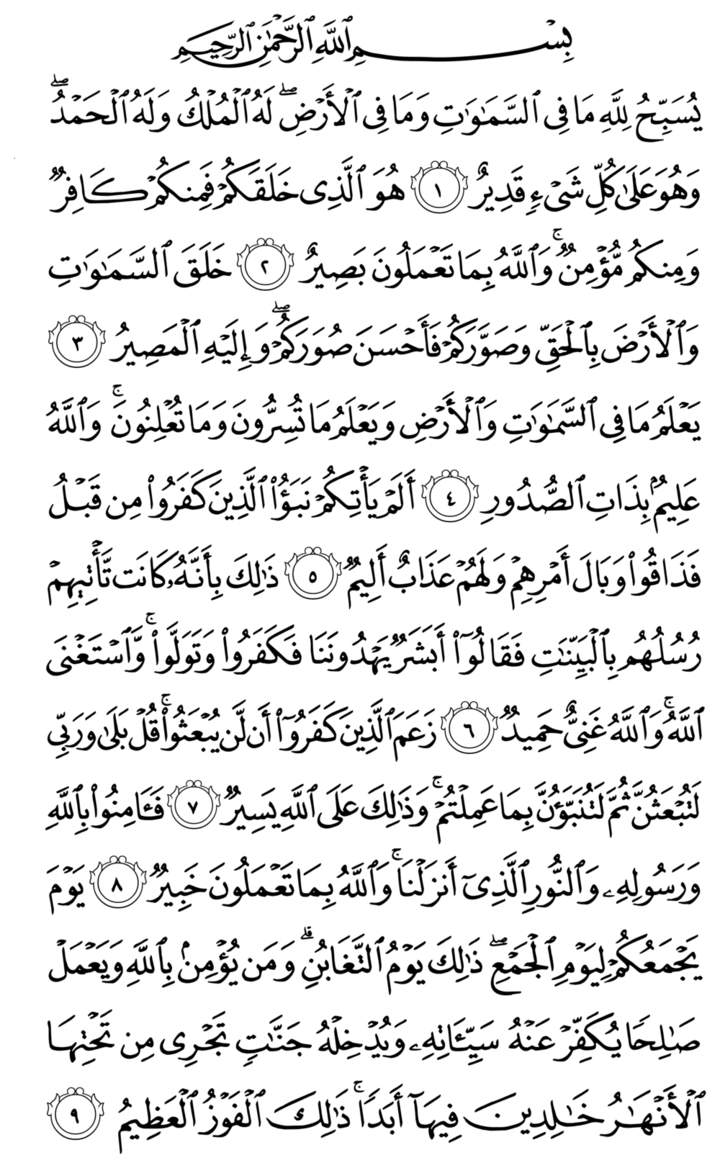 بِسْمِ ٱللَّهِ ٱلرَّحْمَٰنِ ٱلرَّحِيمِ
يُسَبِّحُ لِلَّهِ مَا فِى ٱلسَّمَٰوَٰتِ وَمَا فِى ٱلْأَرْضِۖ لَهُ ٱلْمُلْكُ وَلَهُ ٱلْحَمْدُۖ
وَهُوَ عَلَىٰ كُلِّ شَىْءٍۢ قَدِيرٌ ١ هُوَ ٱلَّذِى خَلَقَكُمْ فَمِنكُمْ كَافِرٌۭ
وَمِنكُم مُّؤْمِنٌۭۚ وَٱللَّهُ بِمَا تَعْمَلُونَ بَصِيرٌ ٢ خَلَقَ ٱلسَّمَٰوَٰتِ
وَٱلْأَرْضَ بِٱلْحَقِّ وَصَوَّرَكُمْ فَأَحْسَنَ صُوَرَكُمْۖ وَإِلَيْهِ ٱلْمَصِيرُ ٣
يَعْلَمُ مَا فِى ٱلسَّمَٰوَٰتِ وَٱلْأَرْضِ وَيَعْلَمُ مَا تُسِرُّونَ وَمَا تُعْلِنُونَۚ وَٱللَّهُ
عَلِيمٌۢ بِذَاتِ ٱلصُّدُورِ ٤ أَلَمْ يَأْتِكُمْ نَبَؤُا۟ ٱلَّذِينَ كَفَرُوا۟ مِن قَبْلُ
فَذَاقُوا۟ وَبَالَ أَمْرِهِمْ وَلَهُمْ عَذَابٌ أَلِيمٌۭ ٥ ذَٰلِكَ بِأَنَّهُۥ كَانَت تَّأْتِيهِمْ
رُسُلُهُم بِٱلْبَيِّنَٰتِ فَقَالُوٓا۟ أَبَشَرٌۭ يَهْدُونَنَا فَكَفَرُوا۟ وَتَوَلَّوا۟ۚ وَّٱسْتَغْنَى
ٱللَّهُۚ وَٱللَّهُ غَنِىٌّ حَمِيدٌۭ ٦ زَعَمَ ٱلَّذِينَ كَفَرُوٓا۟ أَن لَّن يُبْعَثُوا۟ۚ قُلْ بَلَىٰ وَرَبِّى
لَتُبْعَثُنَّ ثُمَّ لَتُنَبَّؤُنَّ بِمَا عَمِلْتُمْۚ وَذَٰلِكَ عَلَى ٱللَّهِ يَسِيرٌۭ ٧ فَـَٔامِنُوا۟ بِٱللَّهِ
وَرَسُولِهِۦ وَٱلنُّورِ ٱلَّذِىٓ أَنزَلْنَاۚ وَٱللَّهُ بِمَا تَعْمَلُونَ خَبِيرٌۭ ٨ يَوْمَ
يَجْمَعُكُمْ لِيَوْمِ ٱلْجَمْعِۖ ذَٰلِكَ يَوْمُ ٱلتَّغَابُنِۗ وَمَن يُؤْمِنۢ بِٱللَّهِ وَيَعْمَلْ
صَٰلِحًۭا يُكَفِّرْ عَنْهُ سَيِّـَٔاتِهِۦ وَيُدْخِلْهُ جَنَّٰتٍۢ تَجْرِى مِن تَحْتِهَا
ٱلْأَنْهَٰرُ خَٰلِدِينَ فِيهَآ أَبَدًۭاۚ ذَٰلِكَ ٱلْفَوْزُ ٱلْعَظِيمُ ٩